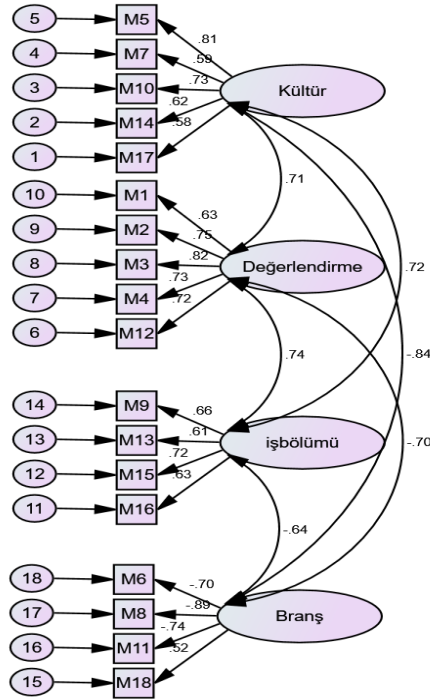 5 M5 .81
4 M7 .59
3 M10 .73 Kültür
2 M14 .62
1 M17 .58
.71
10 M1 .63
9 M2 .75
8 M3 .82 Değerlendirme .72
7 M4 .73
6 M12 .72
.74 -.84
14 M9 .66
13 M13 .61 işbölümü -.70
12 M15 .72
11 M16 .63
-.64
18 M6 -.70
17 M8 -.89 Branş
16 M11 -.74
15 M18 .52